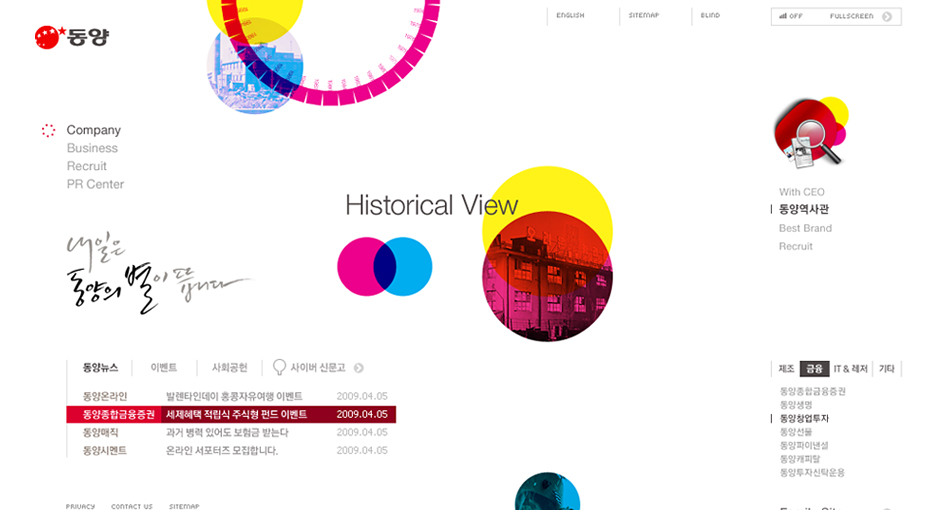 ENGLISH
SITEMAP
BLIND
OFF
FULLSCREEN
동양
Company
Business
Recruit
PR Center
Historical View
With CEO
동양역사관
Best Brand
Recruit
내일은
동양의 별이 뜹니다
동양뉴스 이벤트 사회공헌 사이버 신문고
동양온라인 발렌타인데이 홍콩자유여행 이벤트
동양종합금융증권 세제혜택 적립식 주식형 펀드 이벤트 2009.04.05
동양매직 과거 병력 있어도 보험금 받는다 2009.04.05
동양시멘트 온라인 서포터즈 모집합니다. 2009.04.05
제조 금융 IT & 레저 기타
동양종합금융증권
동양생명
동양창업투자
동양선물
동양파이낸셜
동양캐피탈
동양투자신탁운용
PRIVACY CONTACT US SITEMAP